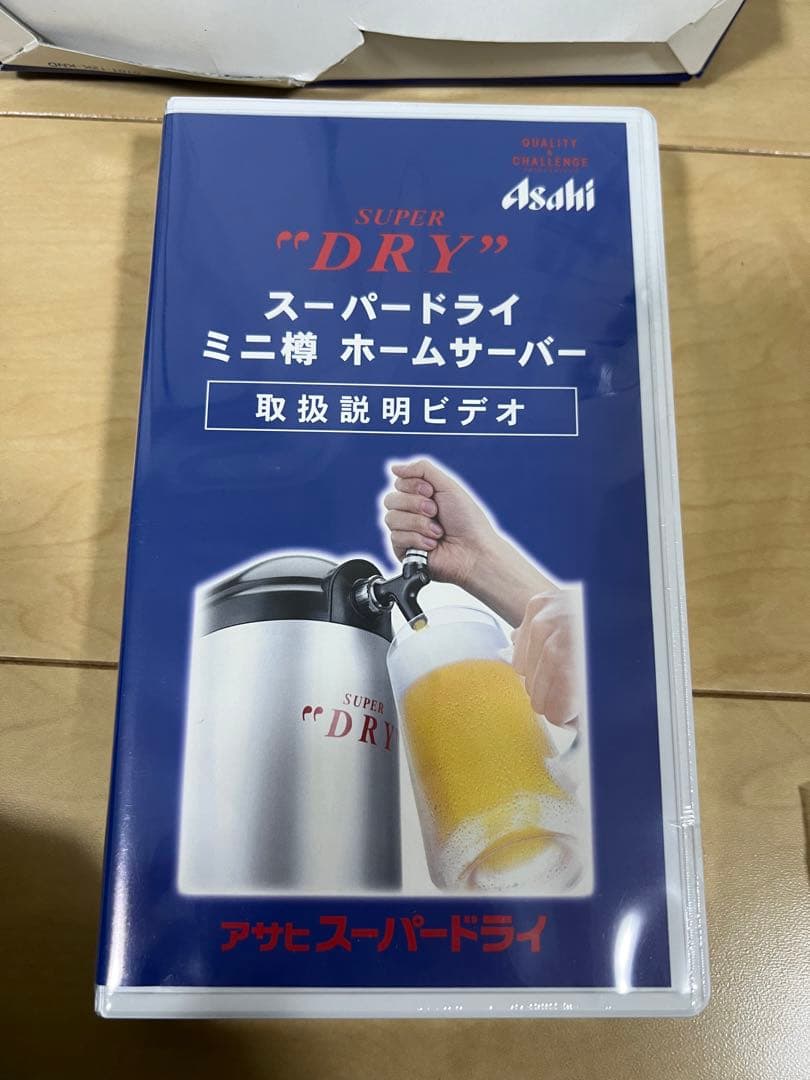 QUALITY
&
CHALLENGE
Asahi
SUPER
"DRY"
スーパードライ
ミニ樽 ホームサーバー
取扱説明ビデオ
SUPER
"DRY
アサヒスーパードライ